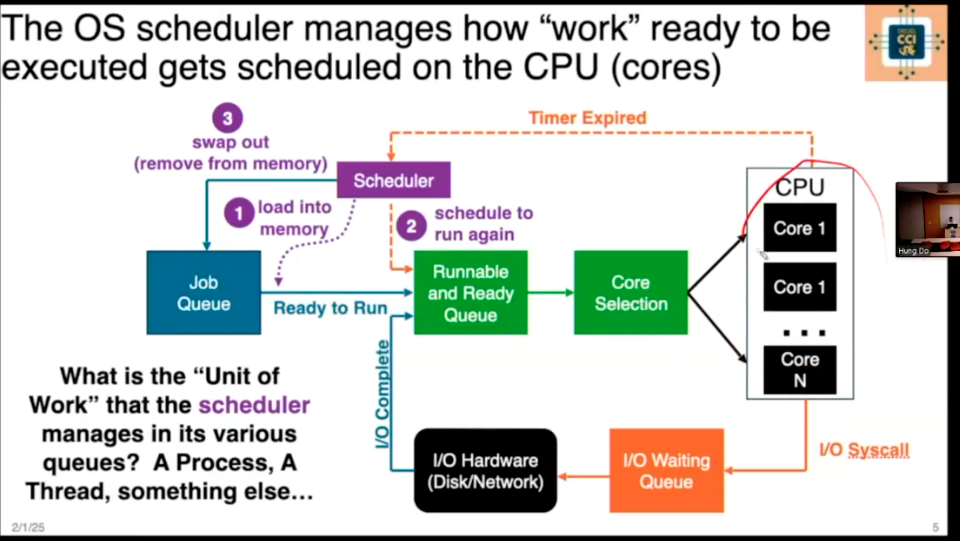 The OS scheduler manages how “work” ready to be
executed gets scheduled on the CPU (cores)
CCI
3
swap out
(remove from memory)
Timer Expired
Scheduler
1
load into
memory
2
schedule to
run again
CPU
Core 1
Core 1
Core
N
Job
Queue
Ready to Run
Runnable
and Ready
Queue
Core
Selection
Hung Do
What is the “Unit of
Work” that the scheduler
manages in its various
queues? A Process, A
Thread, something else…
I/O Complete
I/O Hardware
(Disk/Network)
I/O Waiting
Queue
I/O Syscall
2/1/25
5